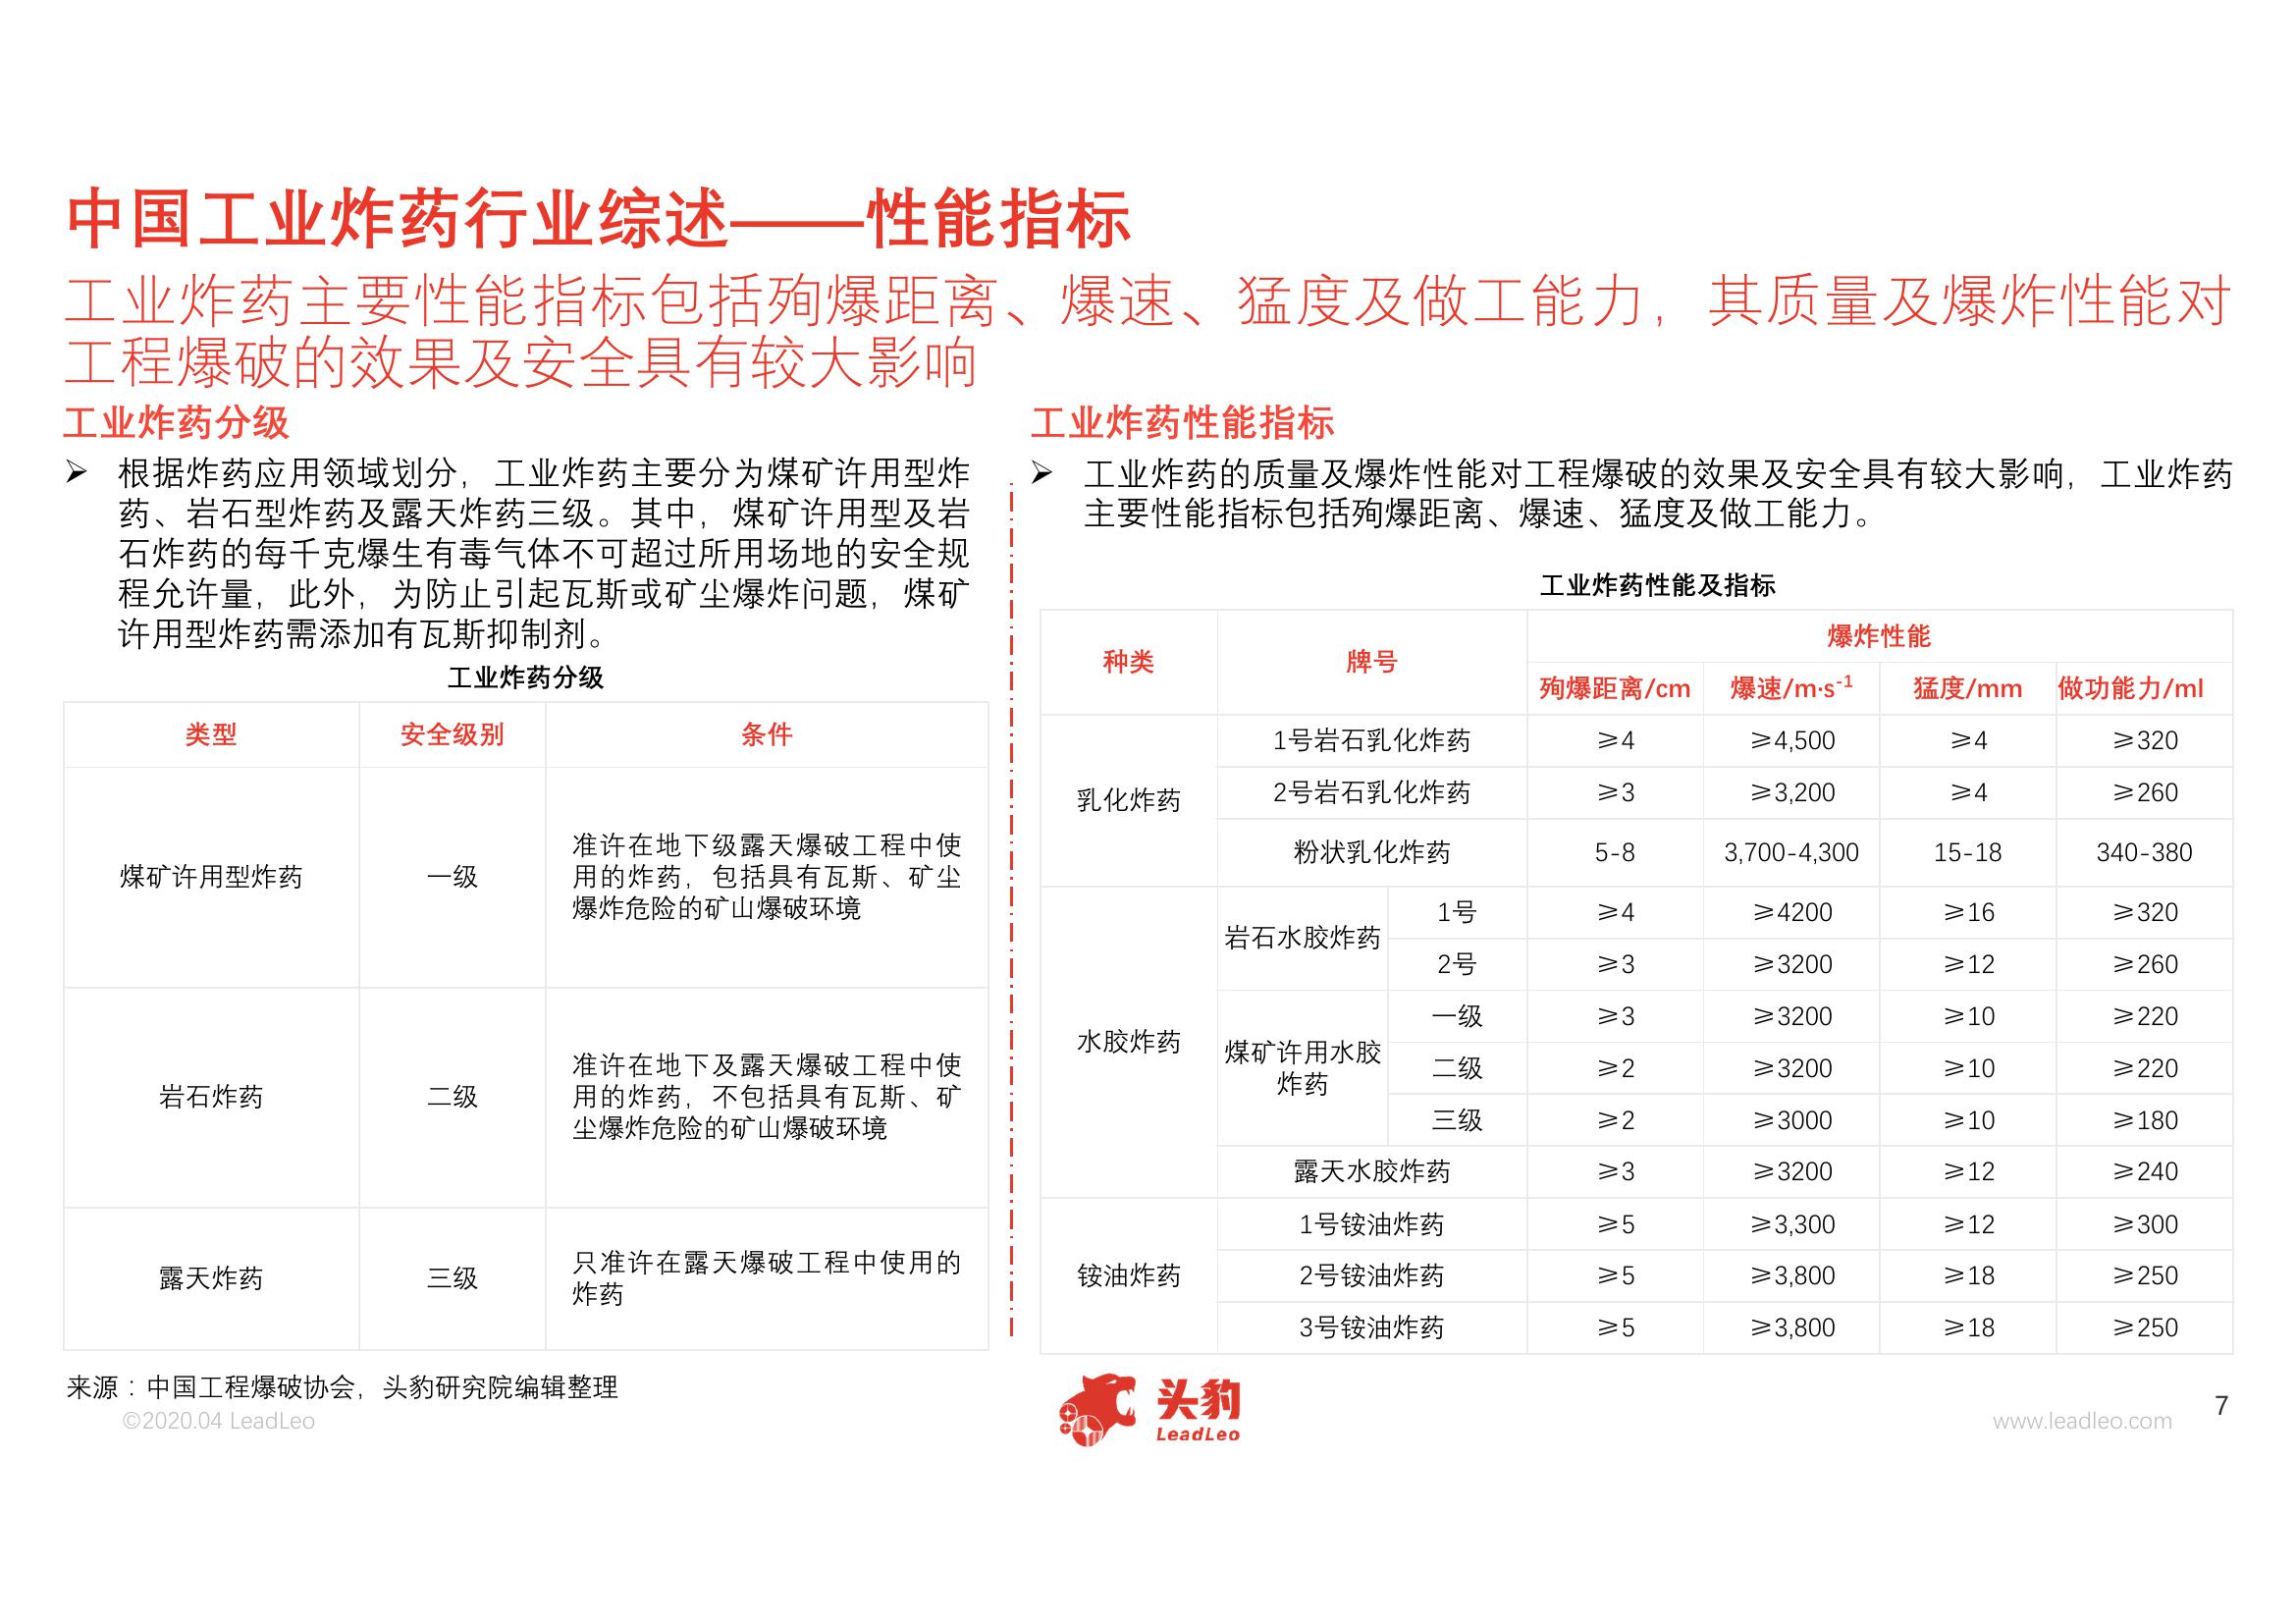 中国工业炸药行业综述——性能指标
工业炸药主要性能指标包括殉爆距离、爆速、猛度及做工能力，其质量及爆炸性能对
工程爆破的效果及安全具有较大影响
工业炸药分级
➢ 根据炸药应用领域划分，工业炸药主要分为煤矿许用型炸
药、岩石型炸药及露天炸药三级。其中，煤矿许用型及岩
石炸药的每千克爆生有毒气体不可超过所用场地的安全规
程允许量，此外，为防止引起瓦斯或矿尘爆炸问题，煤矿
许用型炸药需添加有瓦斯抑制剂。
工业炸药分级
类型 安全级别 条件
煤矿许用型炸药 一级 准许在地下级露天爆破工程中使
用的炸药，包括具有瓦斯、矿尘
爆炸危险的矿山爆破环境
岩石炸药 二级 准许在地下及露天爆破工程中使
用的炸药，不包括具有瓦斯、矿
尘爆炸危险的矿山爆破环境
露天炸药 三级 只准许在露天爆破工程中使用的
炸药
工业炸药性能指标
➢ 工业炸药的质量及爆炸性能对工程爆破的效果及安全具有较大影响，工业炸药
主要性能指标包括殉爆距离、爆速、猛度及做工能力。
工业炸药性能及指标
种类 牌号 爆炸性能
殉爆距离/cm 爆速/m·s⁻¹ 猛度/mm 做功能力/ml
乳化炸药 1号岩石乳化炸药 ⩾4 ⩾4,500 ⩾4 ⩾320
2号岩石乳化炸药 ⩾3 ⩾3,200 ⩾4 ⩾260
粉状乳化炸药 5-8 3,700-4,300 15-18 340-380
水胶炸药 岩石水胶炸药 1号 ⩾4 ⩾4200 ⩾16 ⩾320
2号 ⩾3 ⩾3200 ⩾12 ⩾260
煤矿许用水胶
炸药 一级 ⩾3 ⩾3200 ⩾10 ⩾220
二级 ⩾2 ⩾3200 ⩾10 ⩾220
三级 ⩾2 ⩾3000 ⩾10 ⩾180
露天水胶炸药 ⩾3 ⩾3200 ⩾12 ⩾240
铵油炸药 1号铵油炸药 ⩾5 ⩾3,300 ⩾12 ⩾300
2号铵油炸药 ⩾5 ⩾3,800 ⩾18 ⩾250
3号铵油炸药 ⩾5 ⩾3,800 ⩾18 ⩾250
来源：中国工程爆破协会，头豹研究院编辑整理
©2020.04 LeadLeo
头豹
LeadLeo
www.leadleo.com
7